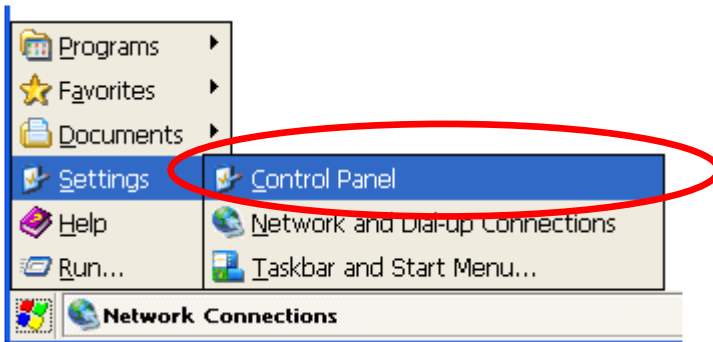 Programs
Favorites
Documents
Settings
Control Panel
Help
Network and Dial-up Connections
Run...
Taskbar and Start Menu...
Network Connections